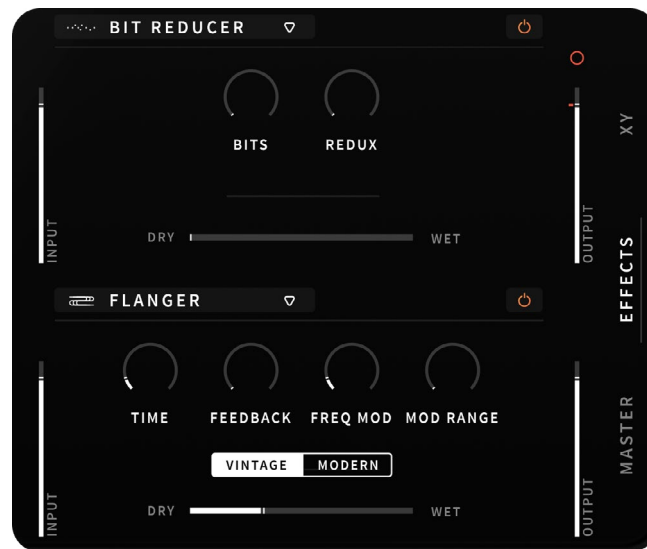 BIT REDUCER
XY
BITS REDUX
INPUT
OUTPUT
DRY WET
EFFECTS
FLANGER
TIME FEEDBACK FREQ MOD MOD RANGE
MASTER
VINTAGE MODERN
INPUT
OUTPUT
DRY WET